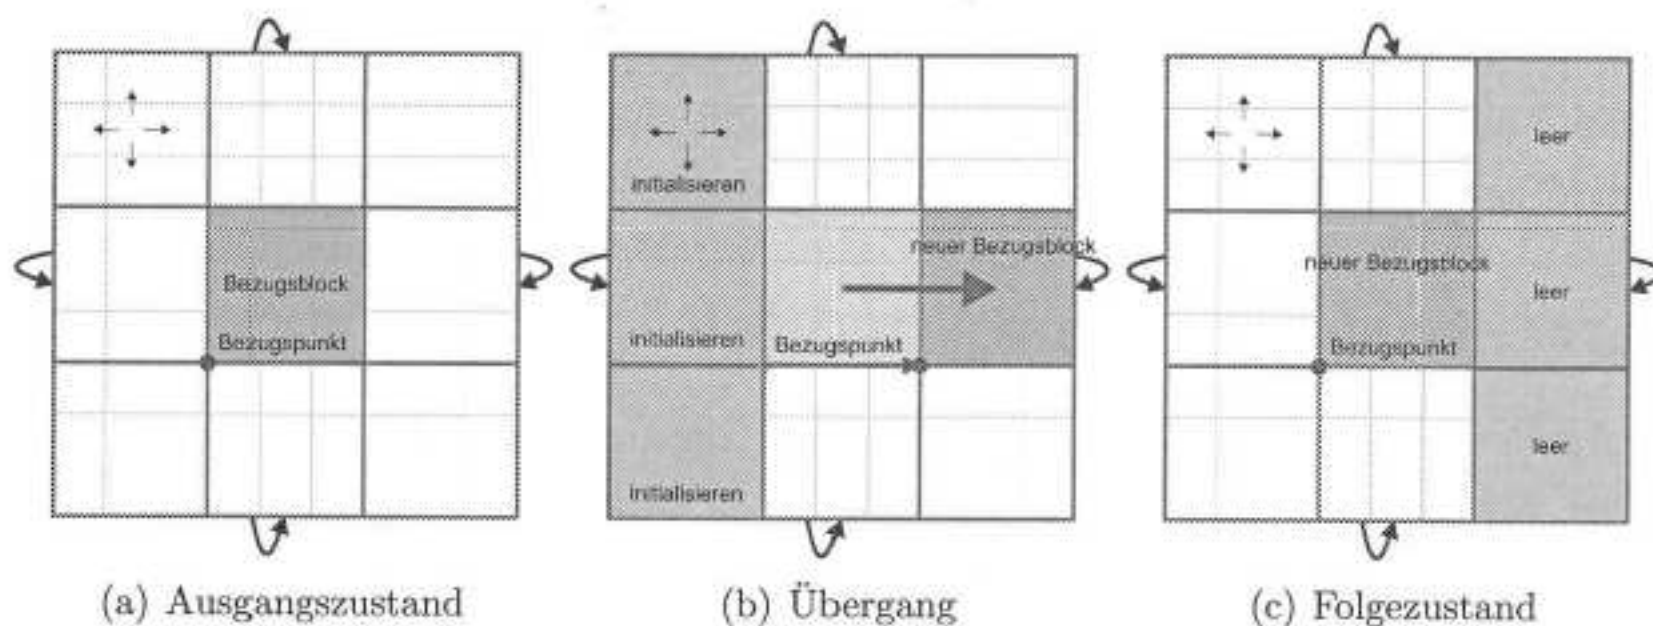 Bezugsblock
Bezugspunkt
(a) Ausgangszustand
initialisieren
neuer Bezugsblock
initialisieren
Bezugspunkt
initialisieren
(b) Übergang
leer
neuer Bezugsblock
leer
Bezugspunkt
leer
(c) Folgezustand